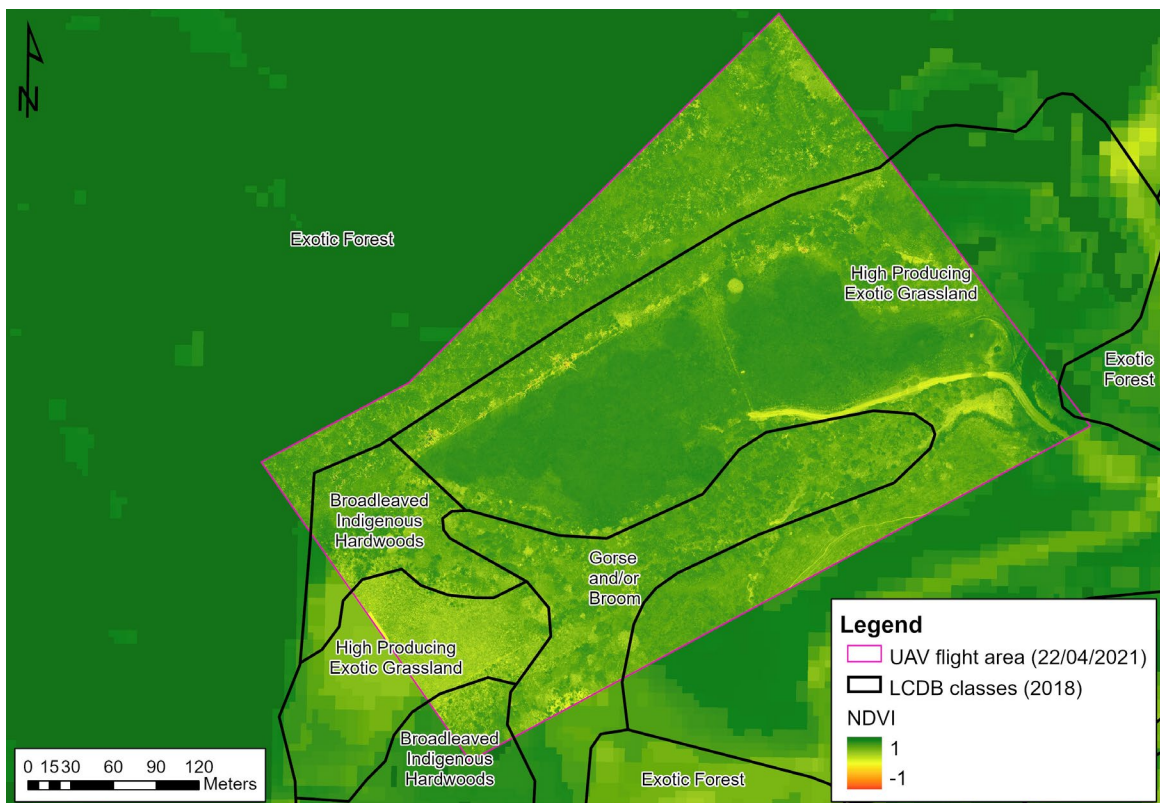 N
Exotic Forest
High Producing
Exotic Grassland
Exotic
Forest
Broadleaved
Indigenous
Hardwoods
Gorse
and/or
Broom
High Producing
Exotic Grassland
Broadleaved
Indigenous
Hardwoods
Exotic Forest
Legend
UAV flight area (22/04/2021)
LCDB classes (2018)
NDVI
1
-1
0 15 30 60 90 120
Meters